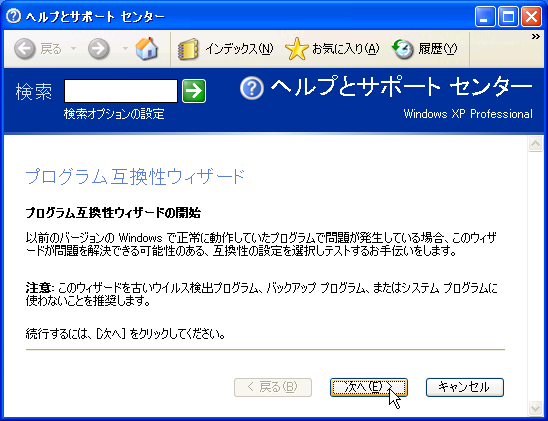 ヘルプとサポート センター
戻る
インデックス(N)
お気に入り(A)
履歴(Y)
»
検索
ヘルプとサポート センター
検索オプションの設定
Windows XP Professional
プログラム互換性ウィザード
プログラム互換性ウィザードの開始
以前のバージョンの Windows で正常に動作していたプログラムで問題が発生している場合、このウィザ
ードが問題を解決できる可能性のある、互換性の設定を選択しテストするお手伝いをします。
注意: このウィザードを古いウイルス検出プログラム、バックアップ プログラム、またはシステム プログラムに
使わないことを推奨します。
続行するには、[次へ] をクリックしてください。
< 戻る(B)
次へ(F) >
キャンセル